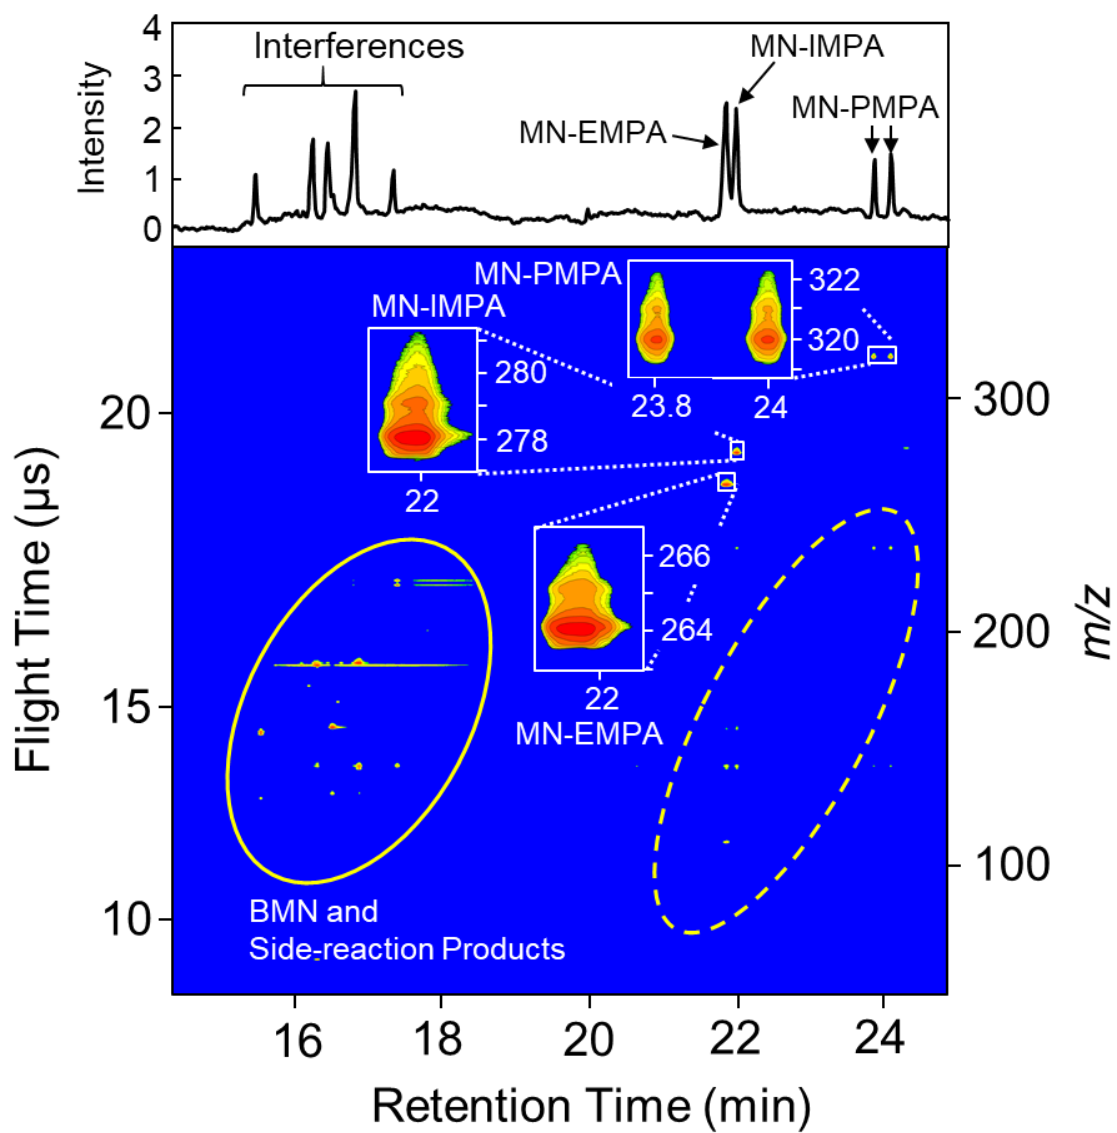 4
3
2
1
0
Intensity
Interferences
MN-IMPA
MN-EMPA
MN-PMPA
MN-PMPA
322
320
23.8
24
MN-IMPA
280
278
22
266
264
22
MN-EMPA
BMN and
Side-reaction Products
20
15
10
Flight Time (µs)
300
200
100
m/z
16
18
20
22
24
Retention Time (min)